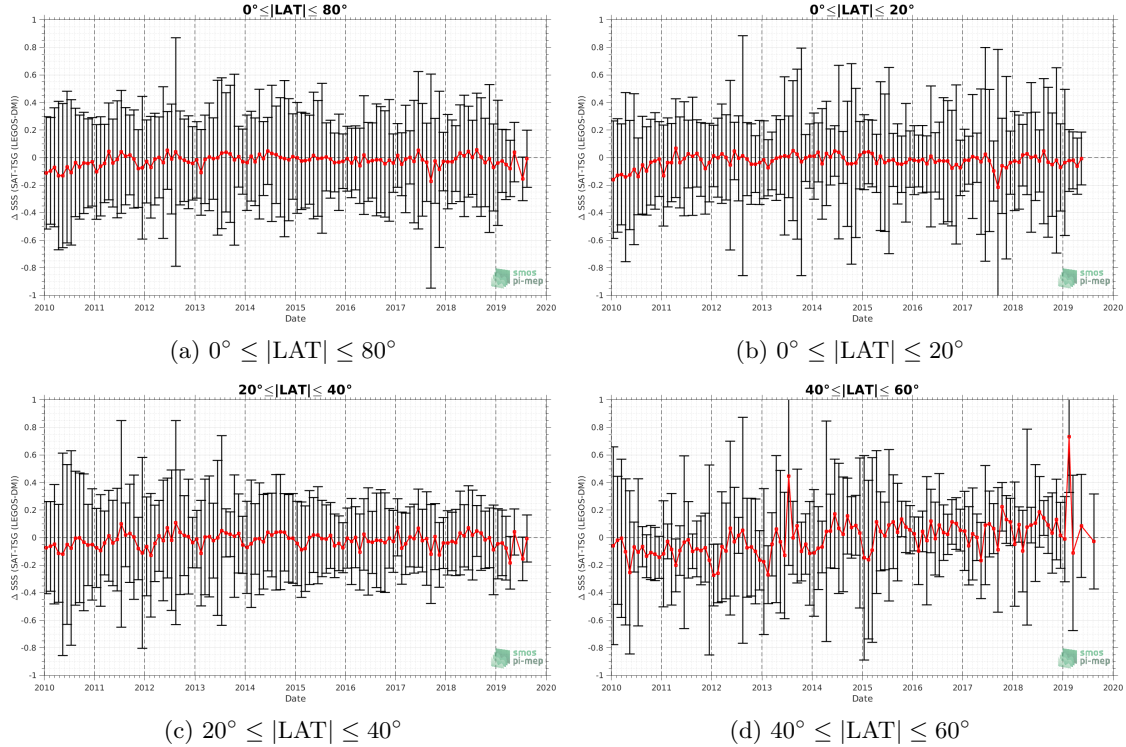 0°≤|LAT|≤ 80°
Δ SSS (SAT-TSG (LEGOS-DM))
1
0.8
0.6
0.4
0.2
0
-0.2
-0.4
-0.6
-0.8
-1
2010 2011 2012 2013 2014 2015 2016 2017 2018 2019 2020
Date
smos
pi-mep
(a) 0° ≤ |LAT| ≤ 80°
0°≤|LAT|≤ 20°
Δ SSS (SAT-TSG (LEGOS-DM))
1
0.8
0.6
0.4
0.2
0
-0.2
-0.4
-0.6
-0.8
-1
2010 2011 2012 2013 2014 2015 2016 2017 2018 2019 2020
Date
smos
pi-mep
(b) 0° ≤ |LAT| ≤ 20°
20°≤|LAT|≤ 40°
Δ SSS (SAT-TSG (LEGOS-DM))
1
0.8
0.6
0.4
0.2
0
-0.2
-0.4
-0.6
-0.8
-1
2010 2011 2012 2013 2014 2015 2016 2017 2018 2019 2020
Date
smos
pi-mep
(c) 20° ≤ |LAT| ≤ 40°
40°≤|LAT|≤ 60°
Δ SSS (SAT-TSG (LEGOS-DM))
1
0.8
0.6
0.4
0.2
0
-0.2
-0.4
-0.6
-0.8
-1
2010 2011 2012 2013 2014 2015 2016 2017 2018 2019 2020
Date
smos
pi-mep
(d) 40° ≤ |LAT| ≤ 60°